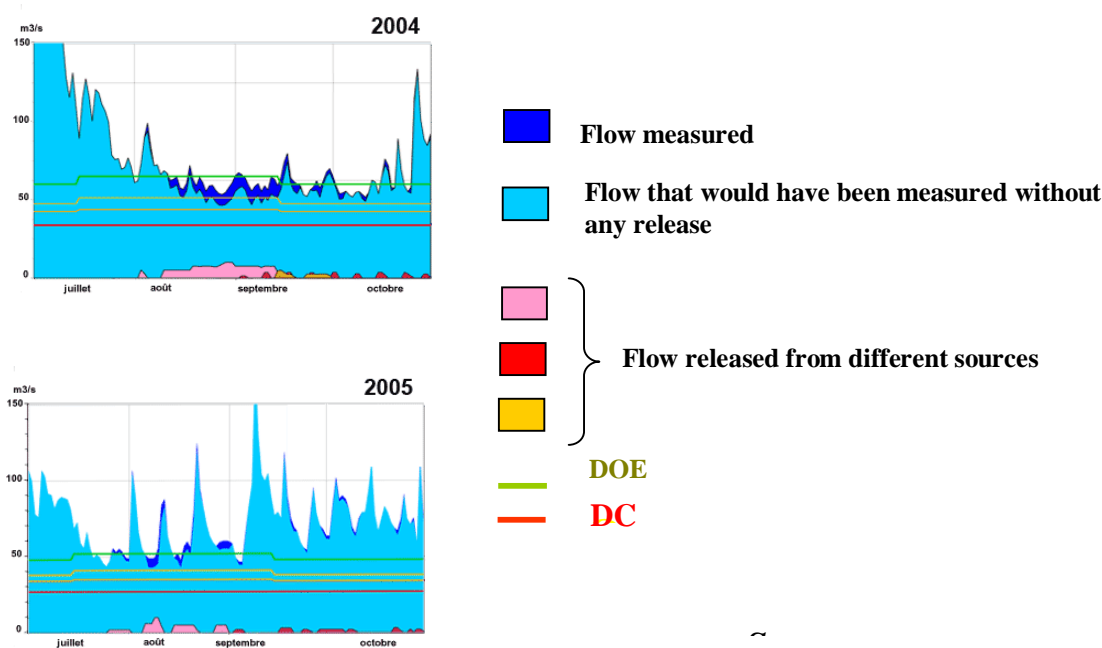 2004
m3/s
150
100
50
0
juillet août septembre octobre
Flow measured
Flow that would have been measured without
any release
Flow released from different sources
DOE
DC
2005
m3/s
150
100
50
0
juillet août septembre octobre